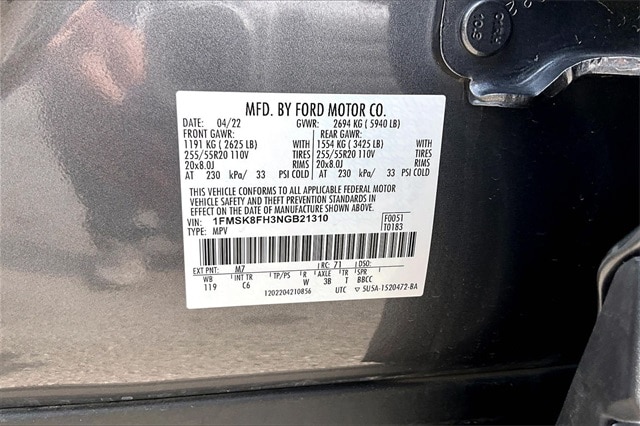 MFD. BY FORD MOTOR CO.
DATE: 04/22 GVWR: 2694 KG ( 5940 LB)
FRONT GAWR: REAR GAWR:
1191 KG ( 2625 LB) WITH 1554 KG ( 3425 LB) WITH
255/55R20 110V TIRES 255/55R20 110V TIRES
20x8.0J RIMS 20x8.0J RIMS
AT 230 kPa/ 33 PSI COLD AT 230 kPa/ 33 PSI COLD
THIS VEHICLE CONFORMS TO ALL APPLICABLE FEDERAL MOTOR
VEHICLE SAFETY AND THEFT PREVENTION STANDARDS IN EFFECT
ON THE DATE OF MANUFACTURE SHOWN ABOVE.
VIN: 1FMSK8FH3NGB21310 F0051
TYPE: MPV T0183
EXT PNT: M7 RC: 71 DSO:
WB INT TR TP/PS R AXLE TR SPR
119 C6 W 3B T BBCC
1202204210856 UTC 5U5A-1520472-BA